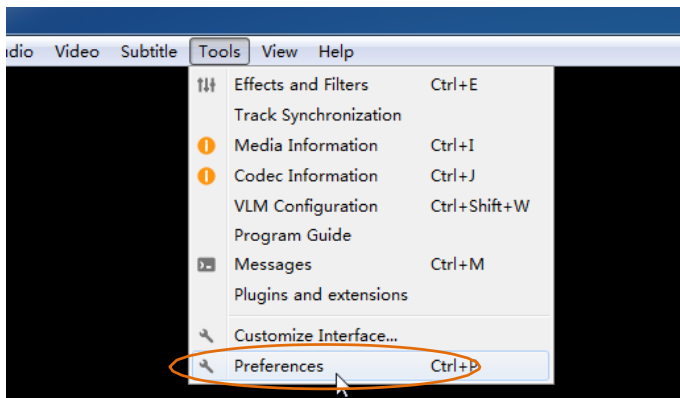 udio Video Subtitle Tools View Help
Effects and Filters Ctrl+E
Track Synchronization
Media Information Ctrl+I
Codec Information Ctrl+J
VLM Configuration Ctrl+Shift+W
Program Guide
Messages Ctrl+M
Plugins and extensions
Customize Interface...
Preferences Ctrl+P